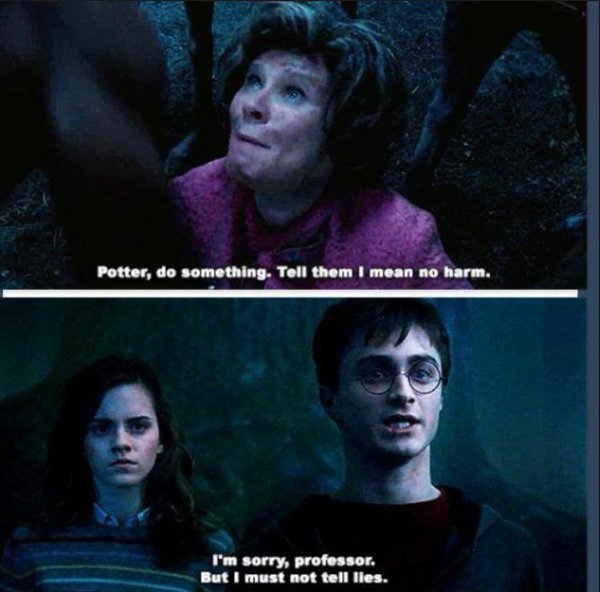 Potter, do something. Tell them I mean no harm.
I'm sorry, professor.
But I must not tell lies.